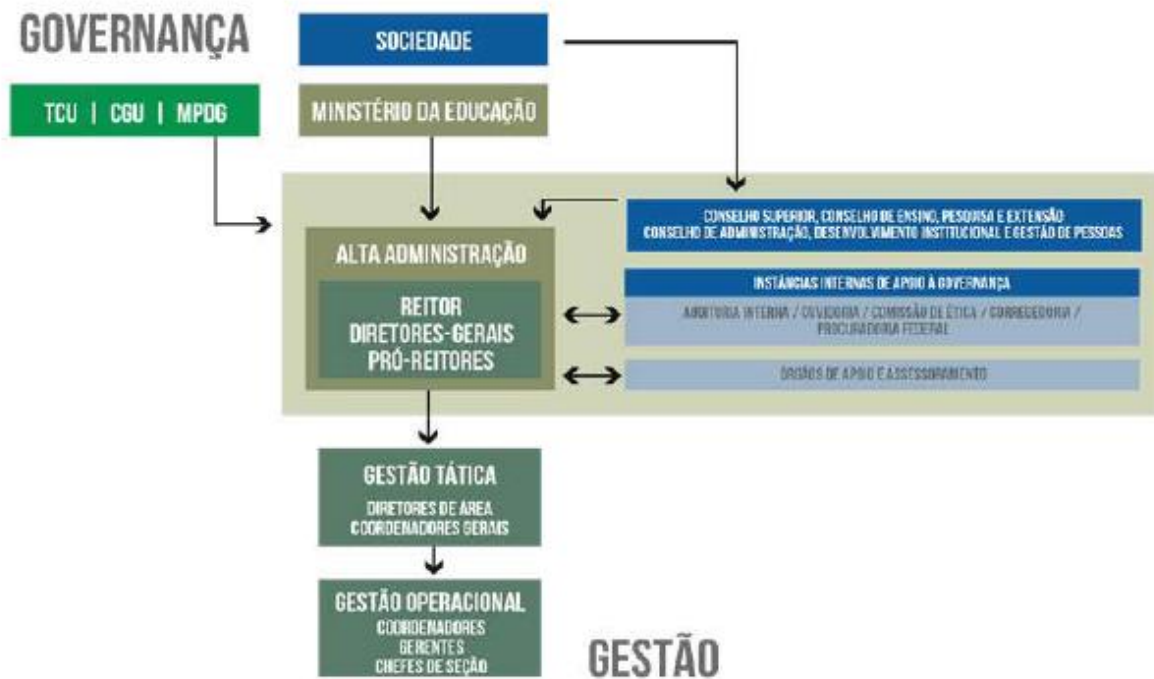 GOVERNANÇA
SOCIEDADE
TCU | CGU | MPDG
MINISTÉRIO DA EDUCAÇÃO
CONSELHO SUPERIOR, CONSELHO DE ENSINO, PESQUISA E EXTENSÃO
CONSELHO DE ADMINISTRAÇÃO, DESENVOLVIMENTO INSTITUCIONAL E GESTÃO DE PESSOAS
ALTA ADMINISTRAÇÃO
REITOR
DIRETORES-GERAIS
PRÓ-REITORES
INSTÂNCIAS INTERNAS DE APOIO À GOVERNANÇA
AUDITORIA INTERNA / OUVIDORIA / COMISSÃO DE ÉTICA / CORREGEDORIA /
PROCURADORIA FEDERAL
ÓRGÃOS DE APOIO E ASSESSORAMENTO
GESTÃO TÁTICA
DIRETORES DE ÁREA
COORDENADORES GERAIS
GESTÃO OPERACIONAL
COORDENADORES
GERENTES
CHEFES DE SEÇÃO
GESTÃO